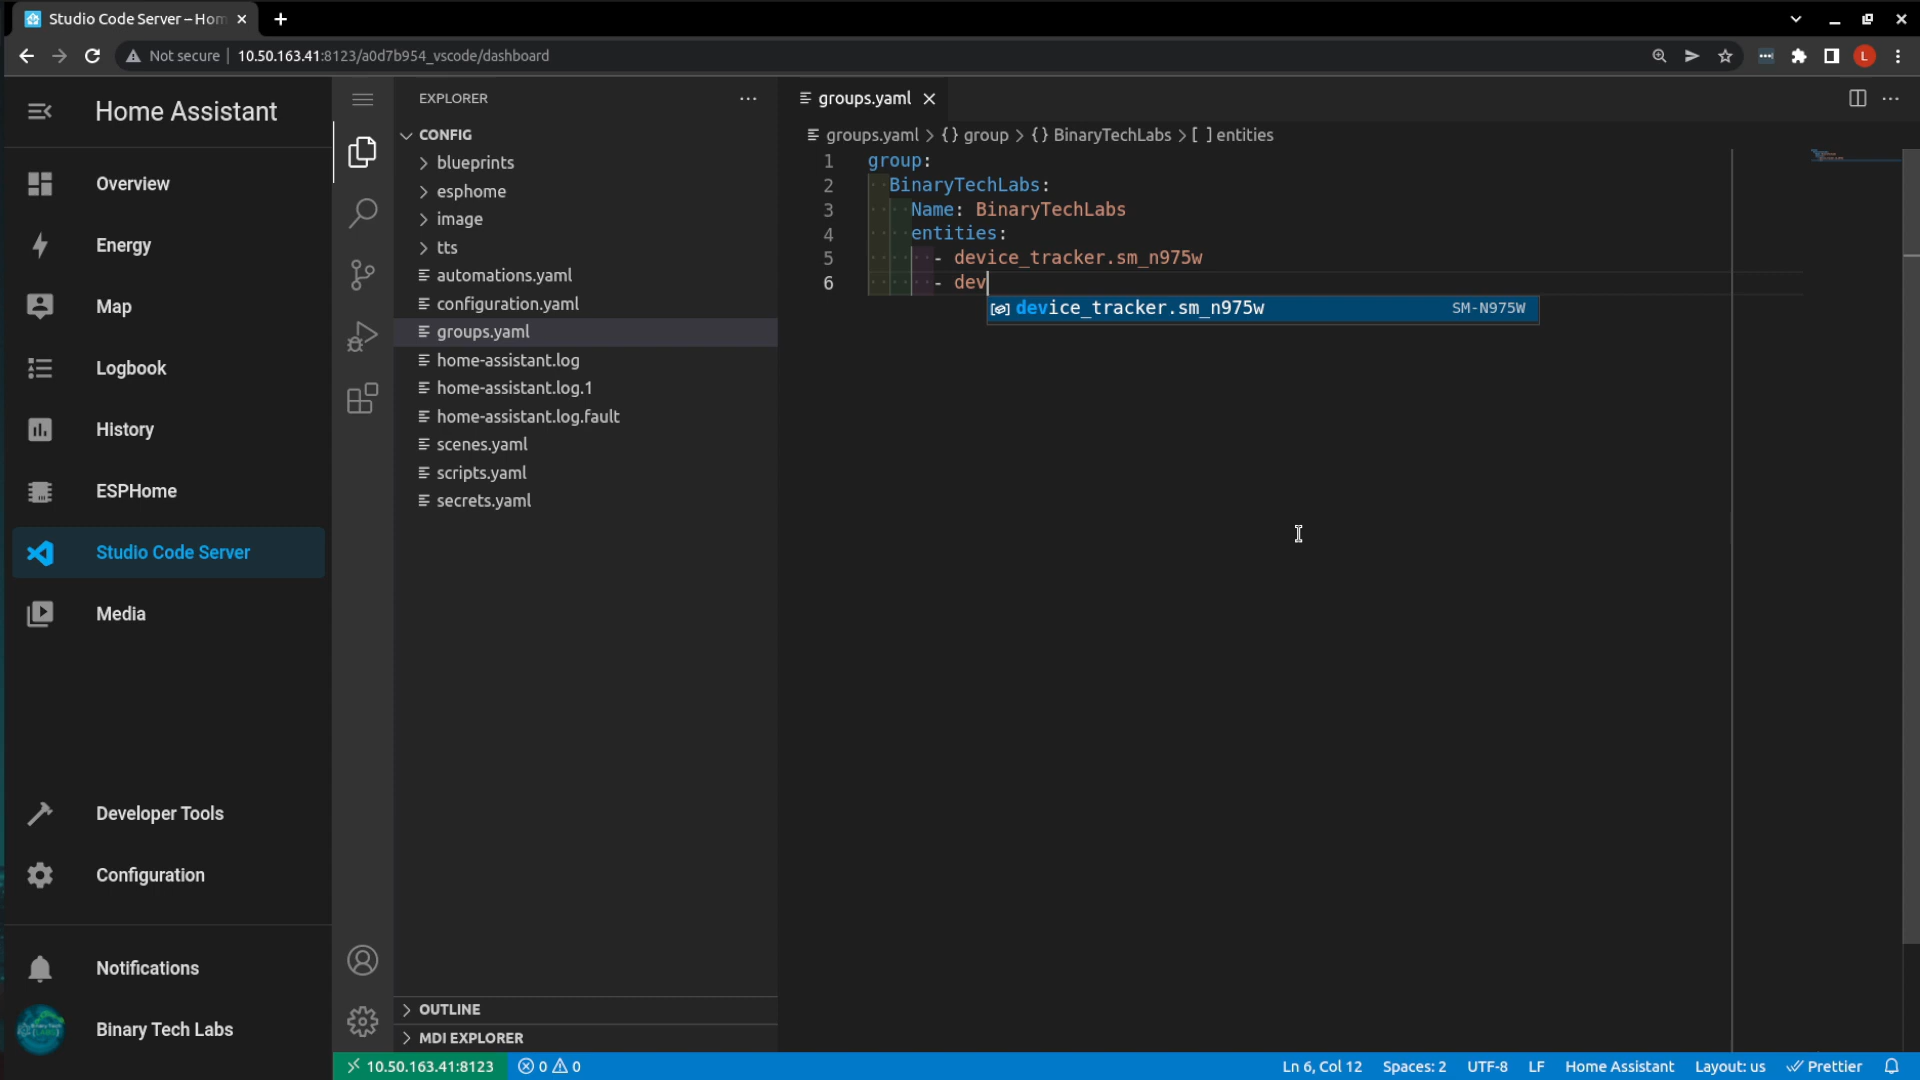 Studio Code Server – Hom
Not secure
10.50.163.41:8123/a0d7b954_vscode/dashboard
L
Home Assistant
Overview
Energy
Map
Logbook
History
ESPHome
Studio Code Server
Media
Developer Tools
Configuration
Notifications
Binary Tech Labs
EXPLORER
CONFIG
blueprints
esphome
image
tts
automations.yaml
configuration.yaml
groups.yaml
home-assistant.log
home-assistant.log.1
home-assistant.log.fault
scenes.yaml
scripts.yaml
secrets.yaml
OUTLINE
MDI EXPLORER
groups.yaml
groups.yaml > {} group > {} BinaryTechLabs > [ ] entities
1 group:
2 BinaryTechLabs:
3 Name: BinaryTechLabs
4 entities:
5 - device_tracker.sm_n975w
6 - dev
device_tracker.sm_n975w SM-N975W
10.50.163.41:8123 0 0 Ln 6, Col 12 Spaces: 2 UTF-8 LF Home Assistant Layout: us Prettier